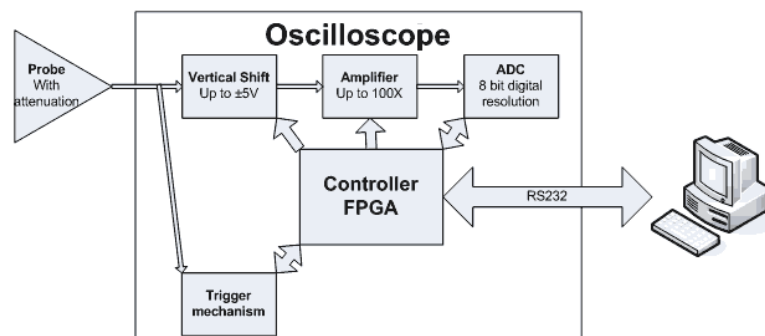 Oscilloscope
Probe
With
attenuation
Vertical Shift
Up to ±5V
Amplifier
Up to 100X
ADC
8 bit digital
resolution
Controller
FPGA
RS232
Trigger
mechanism